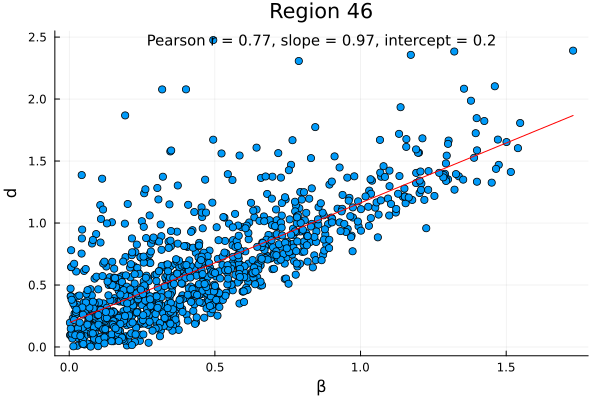 Region 46
Pearson r = 0.77, slope = 0.97, intercept = 0.2
2.5
2.0
1.5
1.0
0.5
0.0
d
0.0 0.5 1.0 1.5
β